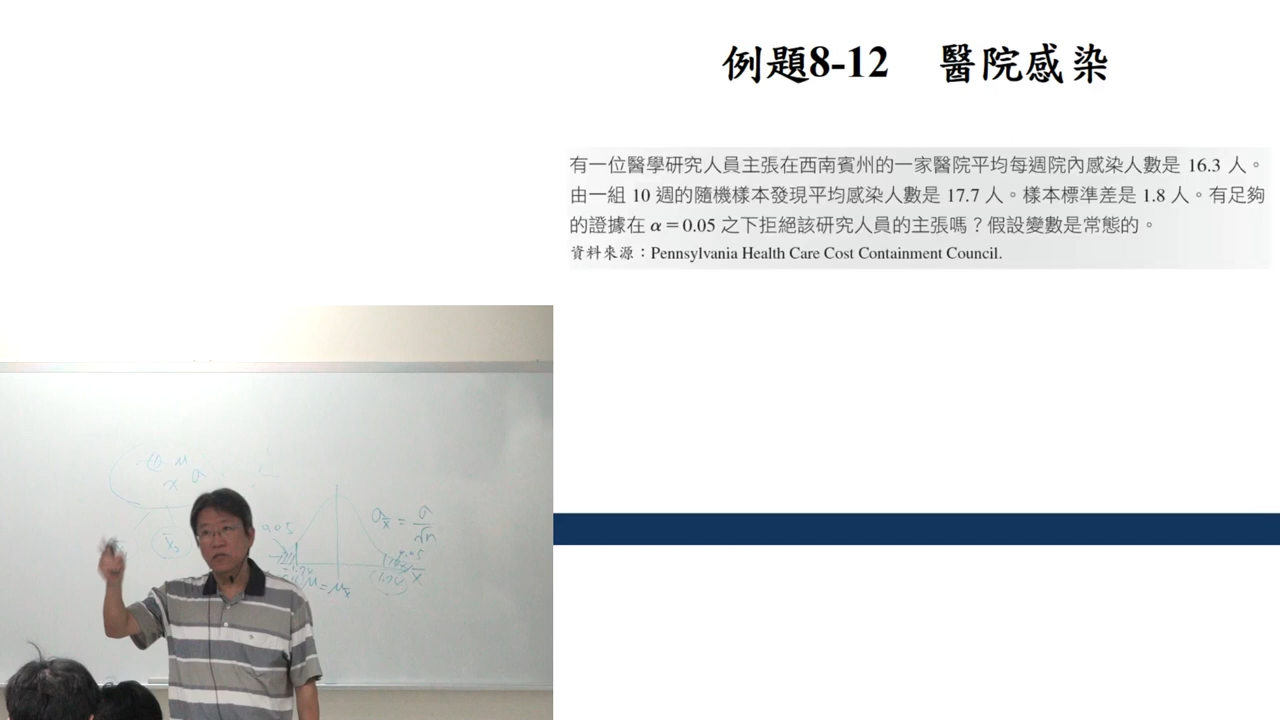 例題8-12 醫院感染
有一位醫學研究人員主張在西南賓州的一家醫院平均每週院內感染人數是 16.3 人。
由一組 10 週的隨機樣本發現平均感染人數是 17.7 人。樣本標準差是 1.8 人。有足夠
的證據在 α = 0.05 之下拒絕該研究人員的主張嗎？假設變數是常態的。
資料來源：Pennsylvania Health Care Cost Containment Council.
μ
x σ
0.05
σx̄ = σ/√n
μ = μx̄
x̄